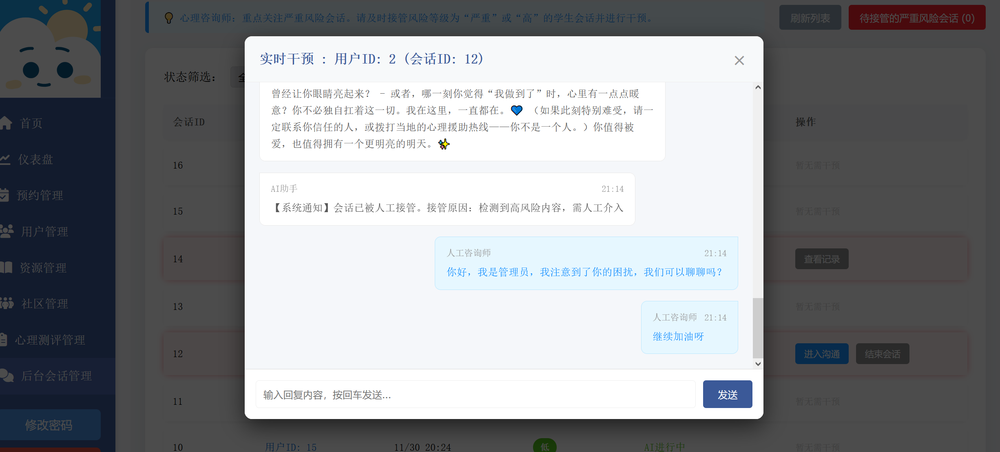 心理咨询师：重点关注严重风险会话。请及时接管风险等级为“严重”或“高”的学生会话并进行干预。
刷新列表
待接管的严重风险会话 (0)
首页
仪表盘
预约管理
用户管理
资源管理
社区管理
心理测评管理
后台会话管理
修改密码
状态筛选：
会话ID
操作
16
暂无需干预
15
暂无需干预
14
查看记录
13
暂无需干预
12
进入沟通
结束会话
11
暂无需干预
10
用户ID: 15
11/30 20:24
低
AI进行中
暂无需干预
实时干预 : 用户ID: 2 (会话ID: 12)
×
曾经让你眼睛亮起来？ - 或者，哪一刻你觉得“我做到了”时，心里有一点点暖
意？你不必独自扛着这一切。我在这里，一直都在。💙 （如果此刻特别难受，请一
定联系你信任的人，或拨打当地的心理援助热线——你不是一个人。）你值得被
爱，也值得拥有一个更明亮的明天。✨
AI助手
21:14
【系统通知】会话已被人工接管。接管原因：检测到高风险内容，需人工介入
人工咨询师
21:14
你好，我是管理员，我注意到了你的困扰，我们可以聊聊吗？
人工咨询师
21:14
继续加油呀
输入回复内容，按回车发送...
发送